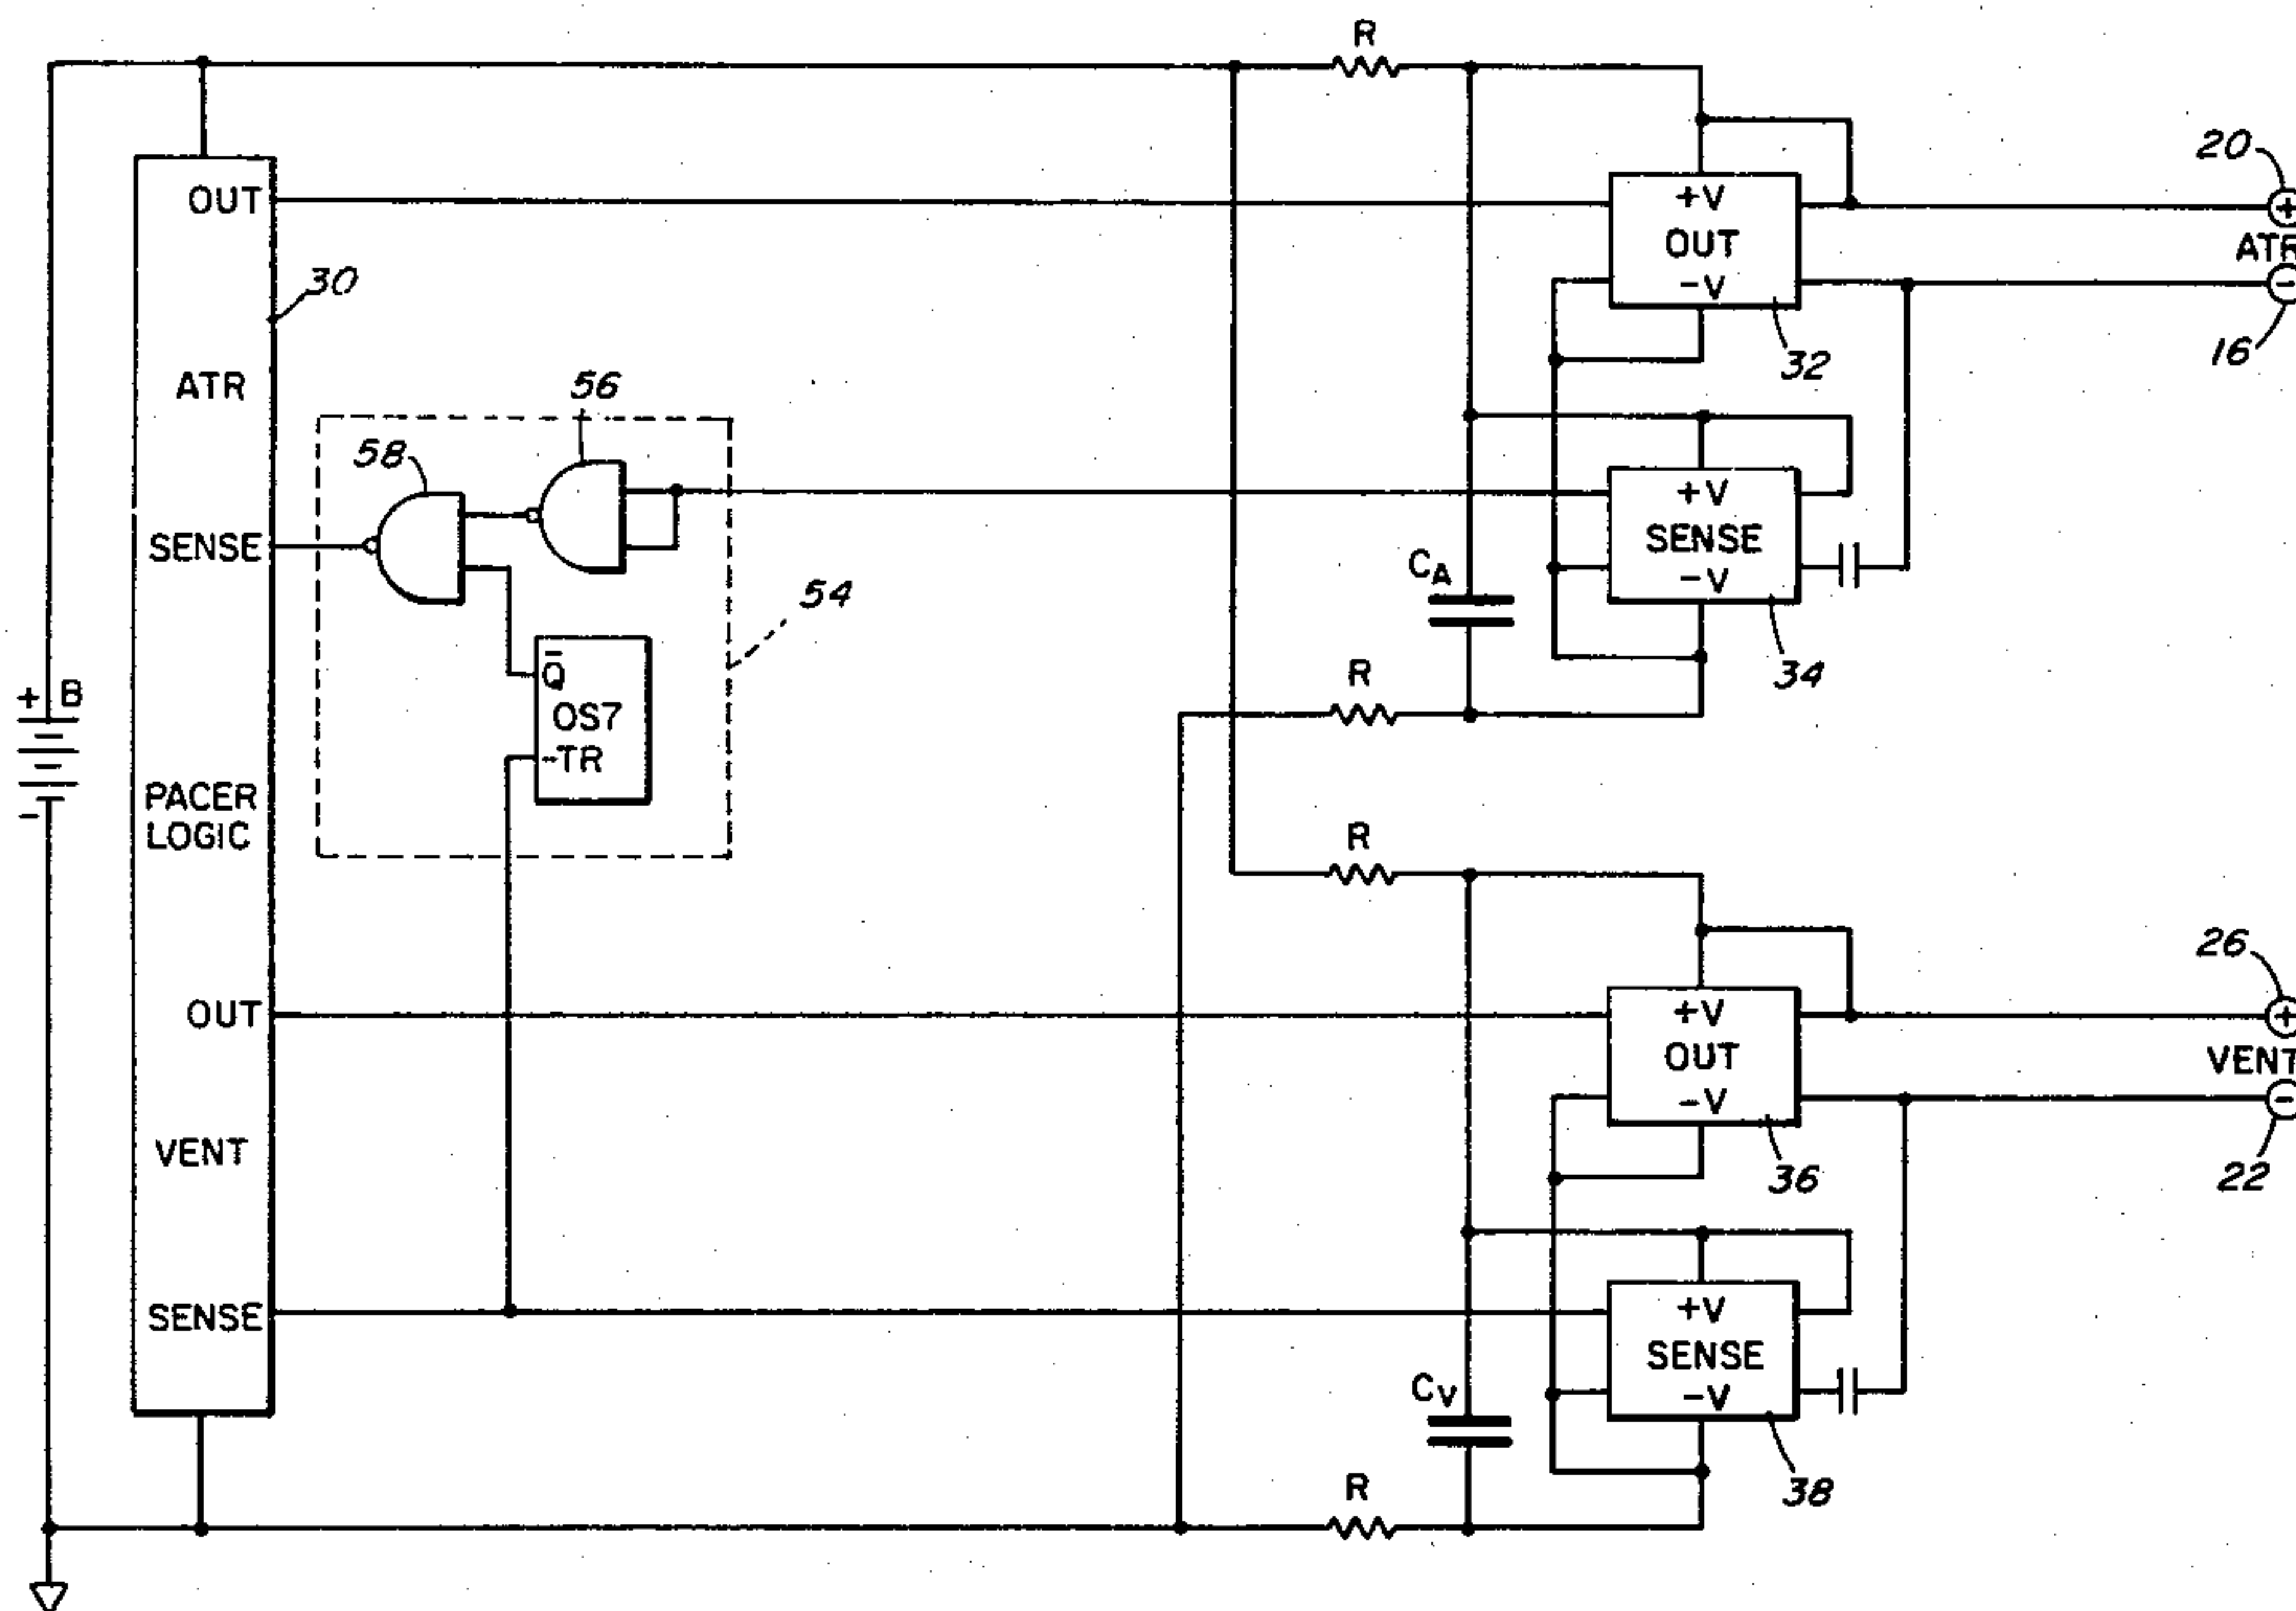 R
20
OUT
+V
OUT
-V
ATR
30
16
32
ATR
56
58
SENSE
+V
SENSE
-V
54
CA
34
R
+ B
Q̅
OS7
-TR
PACER
LOGIC
-
R
26
OUT
+V
OUT
-V
VENT
VENT
36
22
SENSE
+V
SENSE
-V
CV
38
R